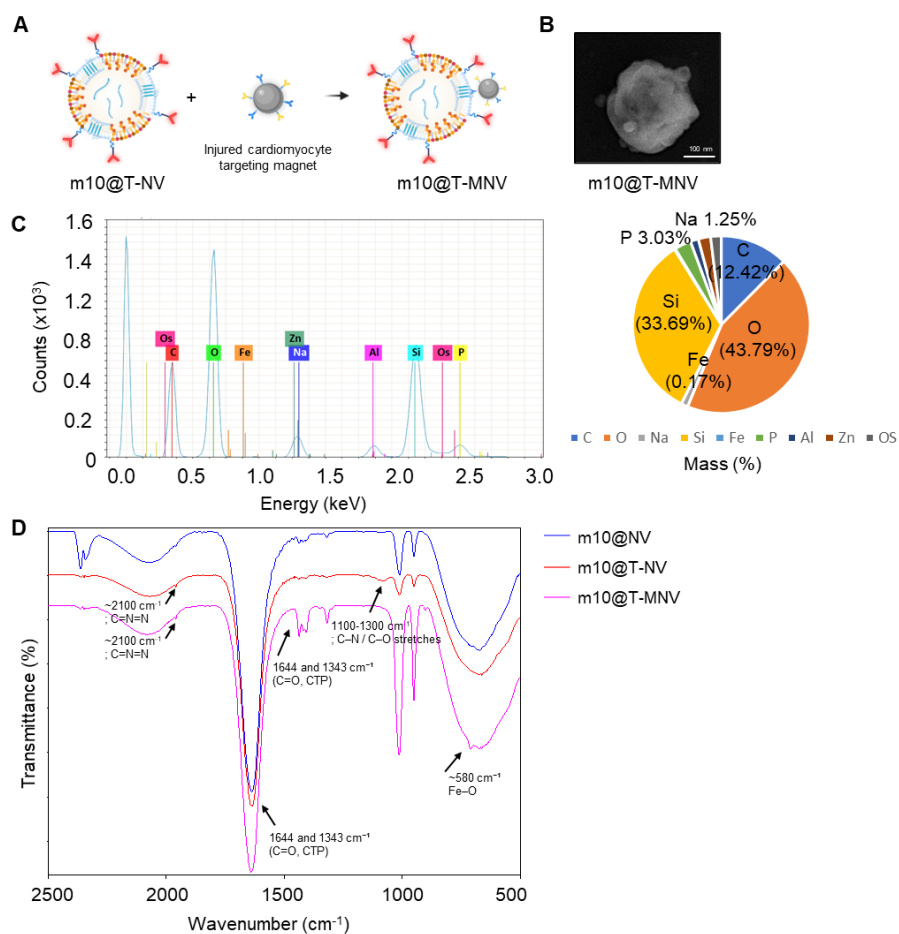 A
B
+
Injured cardiomyocyte
targeting magnet
m10@T-NV
m10@T-MNV
100 nm
m10@T-MNV
C
1.6
1.4
1.2
0.8
0.4
0.2
0
Counts (x10³)
Os
C
O
Fe
Zn
Na
Al
Si
Os
P
0.0
0.5
1.0
1.5
2.0
2.5
3.0
Energy (keV)
Na 1.25%
P 3.03%
C
(12.42%)
Si
(33.69%)
O
(43.79%)
Fe
(0.17%)
C O Na Si Fe P Al Zn OS
Mass (%)
D
m10@NV
m10@T-NV
m10@T-MNV
~2100 cm⁻¹
; C=N=N
~2100 cm⁻¹
; C=N=N
1100-1300 cm⁻¹
; C–N / C–O stretches
1644 and 1343 cm⁻¹
(C=O, CTP)
~580 cm⁻¹
Fe–O
1644 and 1343 cm⁻¹
(C=O, CTP)
Transmittance (%)
2500
2000
1500
1000
500
Wavenumber (cm⁻¹)